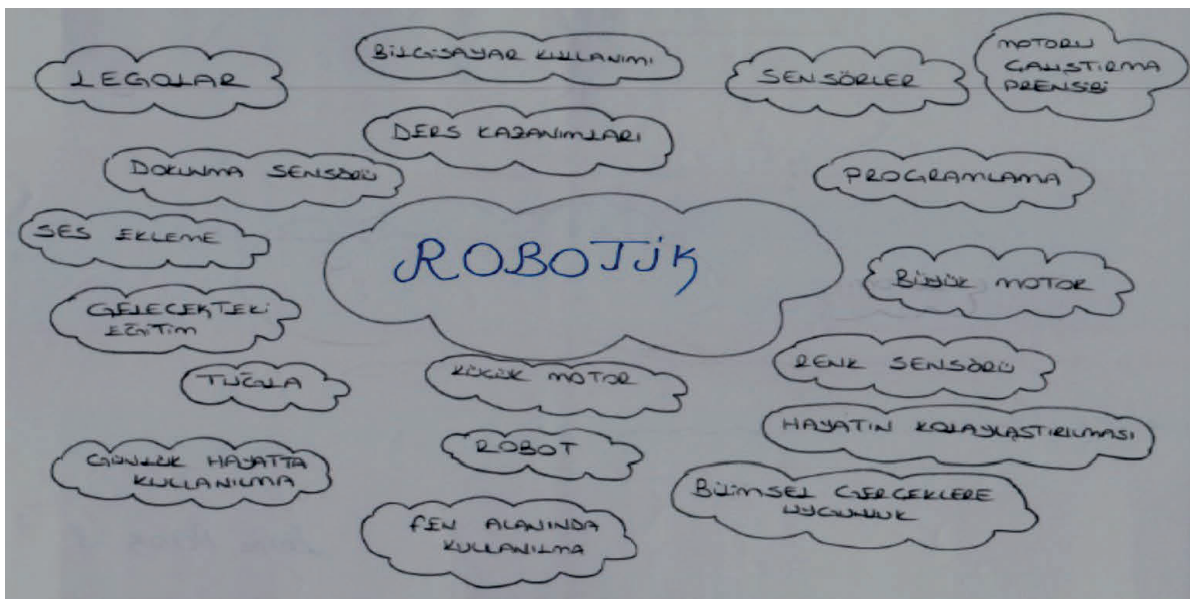 LEGOLAR
BİLGİSAYAR KULLANIMI
SENSÖRLER
MOTORU
ÇALIŞTIRMA
PRENSİBİ
DERS KAZANIMLARI
DOKUNMA SENSÖRÜ
PROGRAMLAMA
SES EKLEME
ROBOTİK
BÜYÜK MOTOR
GELECEKTEKİ
EĞİTİM
RENK SENSÖRÜ
TUĞLA
KÜÇÜK MOTOR
HAYATIN KOLAYLAŞTIRILMASI
ROBOT
GÜNLÜK HAYATTA
KULLANILMA
BİLİMSEL GERÇEKLERE
UYGUNLUK
FEN ALANINDA
KULLANILMA